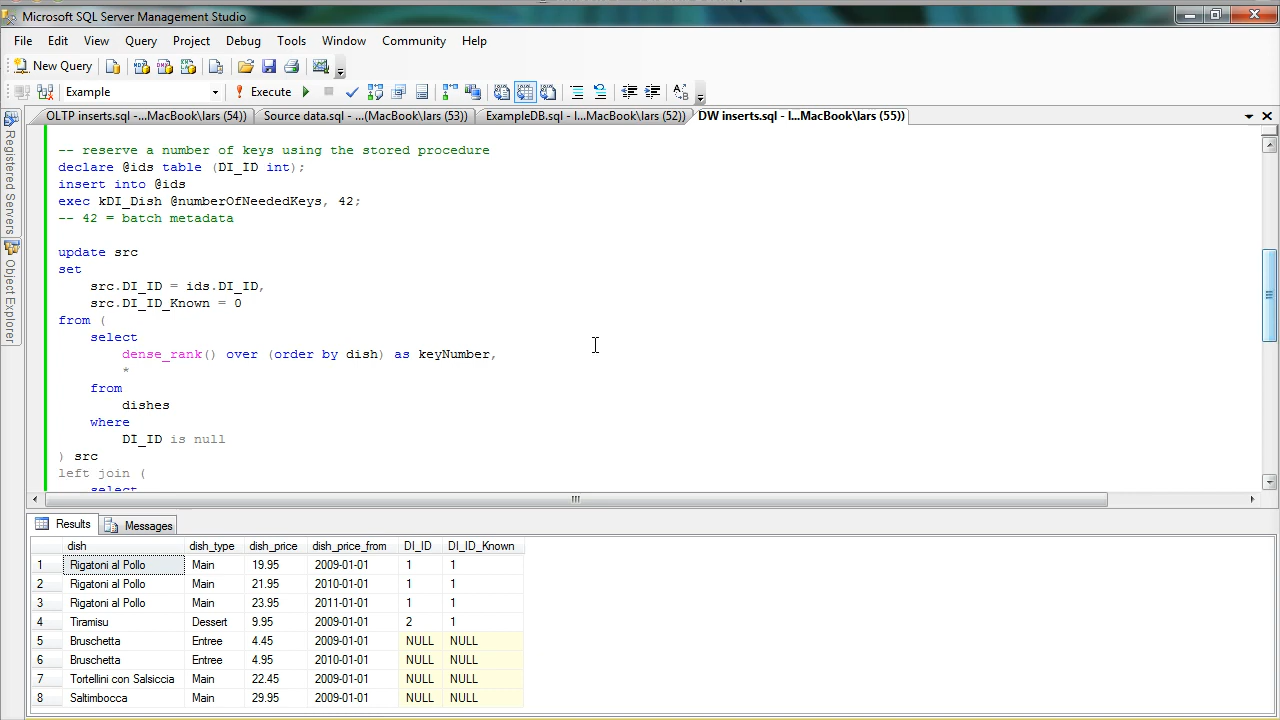 Microsoft SQL Server Management Studio
File Edit View Query Project Debug Tools Window Community Help
New Query
Example Execute
OLTP inserts.sql -...MacBook\lars (54)) Source data.sql - ...(MacBook\lars (53)) ExampleDB.sql - l...MacBook\lars (52)) DW inserts.sql - l...MacBook\lars (55))
Registered Servers
Object Explorer
-- reserve a number of keys using the stored procedure
declare @ids table (DI_ID int);
insert into @ids
exec kDI_Dish @numberOfNeededKeys, 42;
-- 42 = batch metadata
update src
set
src.DI_ID = ids.DI_ID,
src.DI_ID_Known = 0
from (
select
dense_rank() over (order by dish) as keyNumber,
*
from
dishes
where
DI_ID is null
) src
left join (
select
Results Messages
dish dish_type dish_price dish_price_from DI_ID DI_ID_Known
1 Rigatoni al Pollo Main 19.95 2009-01-01 1 1
2 Rigatoni al Pollo Main 21.95 2010-01-01 1 1
3 Rigatoni al Pollo Main 23.95 2011-01-01 1 1
4 Tiramisu Dessert 9.95 2009-01-01 2 1
5 Bruschetta Entree 4.45 2009-01-01 NULL NULL
6 Bruschetta Entree 4.95 2010-01-01 NULL NULL
7 Tortellini con Salsiccia Main 22.45 2009-01-01 NULL NULL
8 Saltimbocca Main 29.95 2009-01-01 NULL NULL